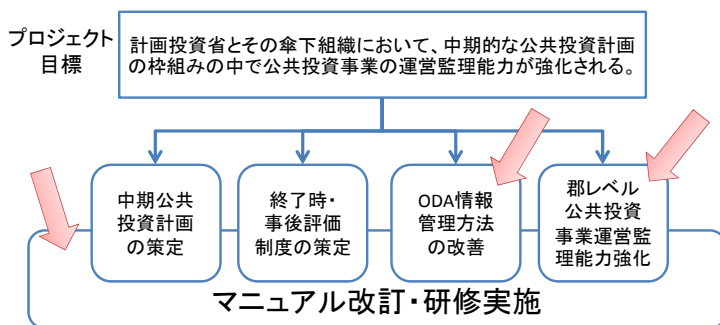 プロジェクト
目標
計画投資省とその傘下組織において、中期的な公共投資計画
の枠組みの中で公共投資事業の運営監理能力が強化される。
中期公共
投資計画
の策定
終了時・
事後評価
制度の策定
ODA情報
管理方法
の改善
郡レベル
公共投資
事業運営監
理能力強化
マニュアル改訂・研修実施